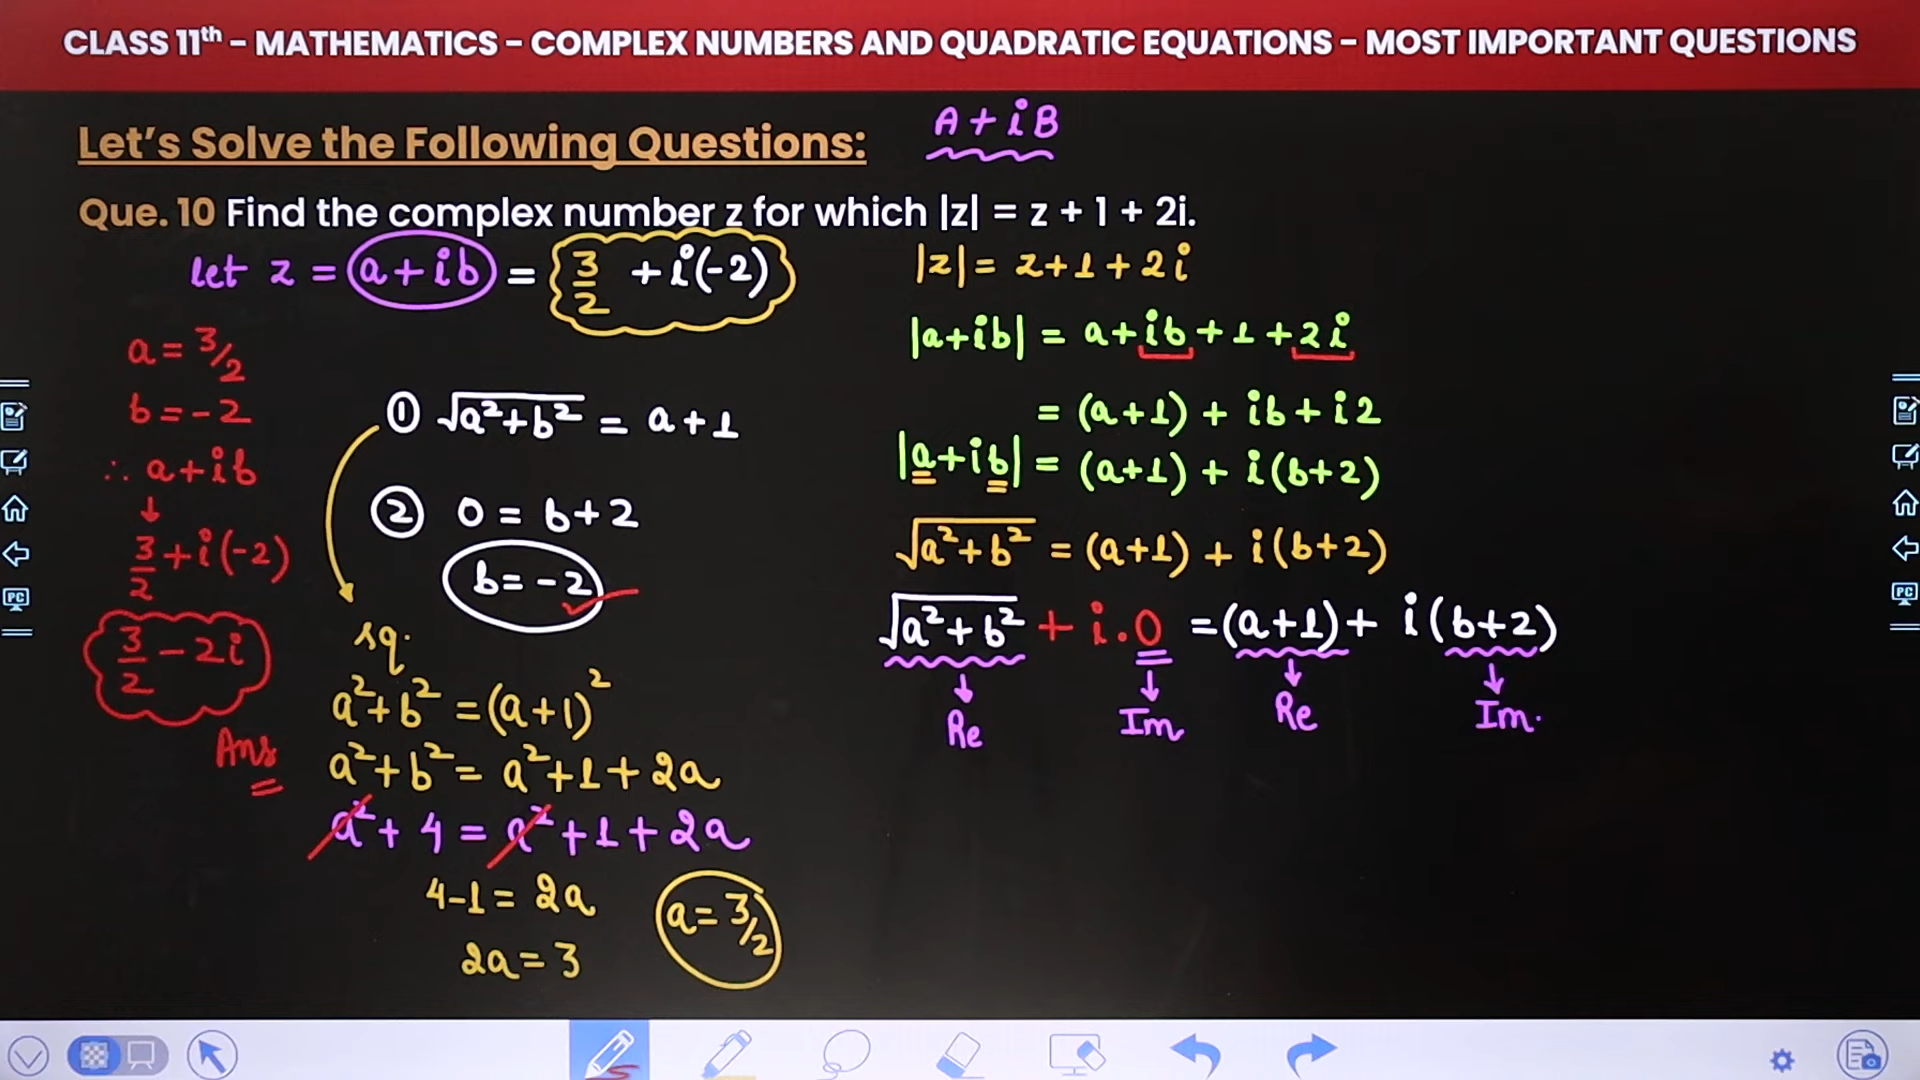 CLASS 11th - MATHEMATICS - COMPLEX NUMBERS AND QUADRATIC EQUATIONS - MOST IMPORTANT QUESTIONS
Let's Solve the Following Questions:
A + iB
Que. 10 Find the complex number z for which |z| = z + 1 + 2i.
let z = a + ib = 3/2 + i(-2)
a = 3/2
b = -2
∴ a + ib
↓
3/2 + i(-2)
3/2 - 2i
Ans
① √(a²+b²) = a + 1
② 0 = b + 2
b = -2
sq.
a² + b² = (a+1)²
a² + b² = a² + 1 + 2a
a² + 4 = a² + 1 + 2a
4-1 = 2a
2a = 3
a = 3/2
|z| = z + 1 + 2i
|a+ib| = a + ib + 1 + 2i
= (a+1) + ib + i2
|a+ib| = (a+1) + i(b+2)
√(a²+b²) = (a+1) + i(b+2)
√(a²+b²) + i.0 = (a+1) + i(b+2)
↓ ↓ ↓ ↓
Re Im Re Im.
PC
PC